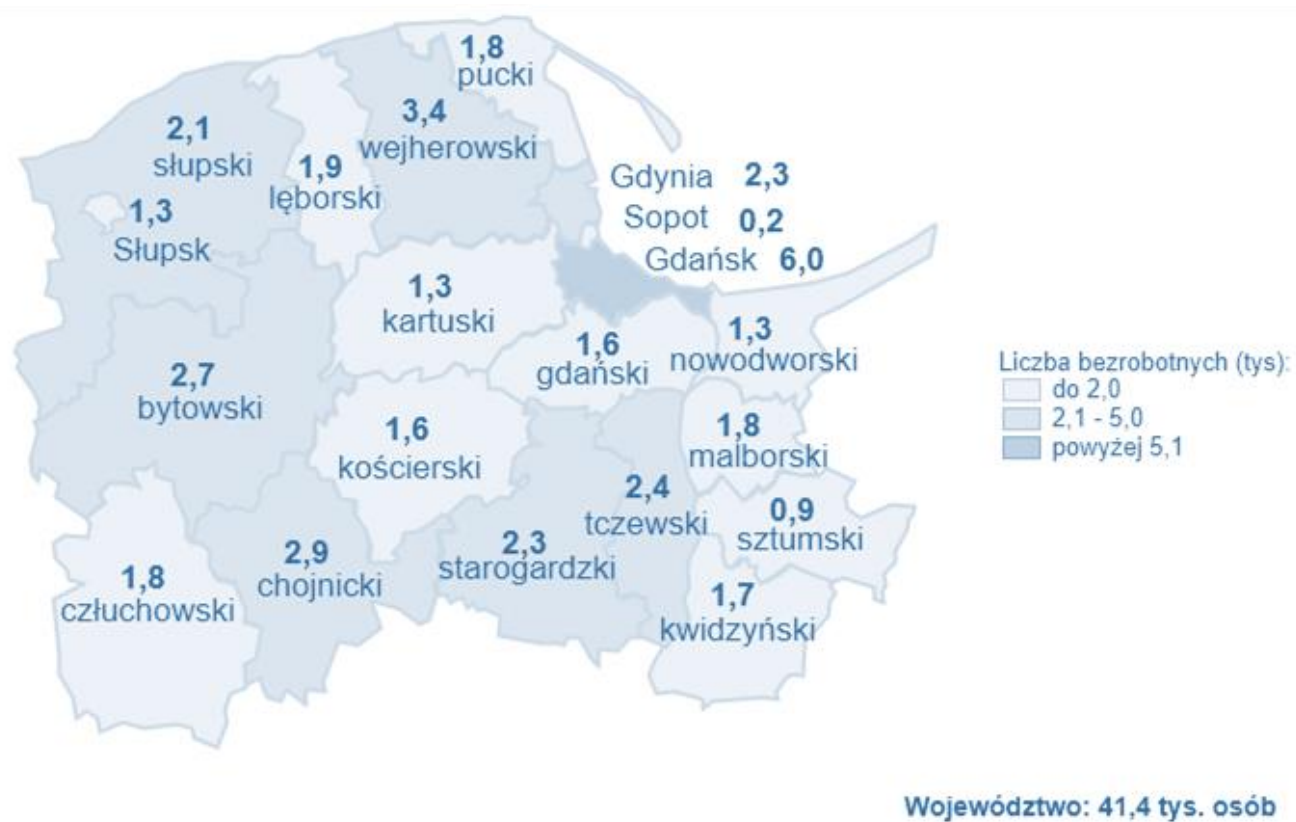 1,8
pucki
3,4
wejherowski
2,1
słupski
1,9
lęborski
1,3
Słupsk
Gdynia 2,3
Sopot 0,2
Gdańsk 6,0
1,3
kartuski
1,6
gdański
1,3
nowodworski
2,7
bytowski
1,6
kościerski
1,8
malborski
2,4
tczewski
0,9
sztumski
2,3
starogardzki
2,9
chojnicki
1,8
człuchowski
1,7
kwidzyński
Liczba bezrobotnych (tys):
do 2,0
2,1 - 5,0
powyżej 5,1
Województwo: 41,4 tys. osób